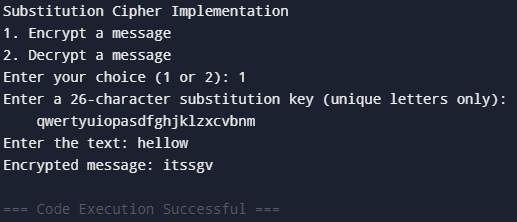 Substitution Cipher Implementation
1. Encrypt a message
2. Decrypt a message
Enter your choice (1 or 2): 1
Enter a 26-character substitution key (unique letters only):
qwertyuiopasdfghjklzxcvbnm
Enter the text: hellow
Encrypted message: itssgv
=== Code Execution Successful ===